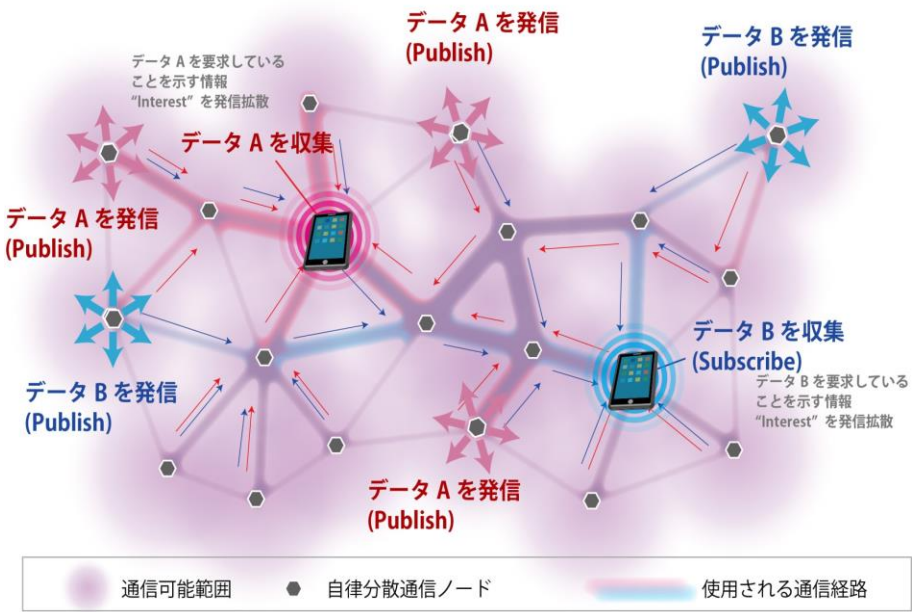 データ A を発信
(Publish)
データ B を発信
(Publish)
データ A を要求している
ことを示す情報
“Interest” を発信拡散
データ A を収集
データ A を発信
(Publish)
データ B を発信
(Publish)
データ B を収集
(Subscribe)
データ B を要求している
ことを示す情報
“Interest” を発信拡散
データ A を発信
(Publish)
通信可能範囲
自律分散通信ノード
使用される通信経路